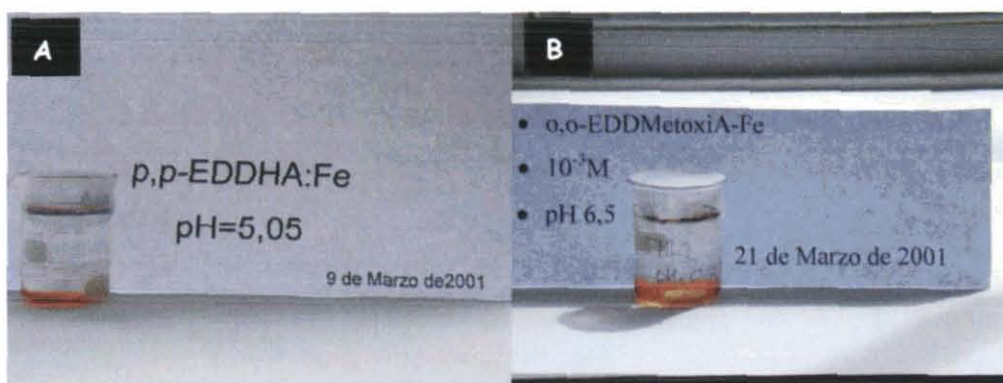 A
p,p-EDDHA:Fe
pH=5,05
9 de Marzo de2001
B
• o,o-EDDMetoxiA-Fe
• 10⁻³M
• pH 6,5
21 de Marzo de 2001